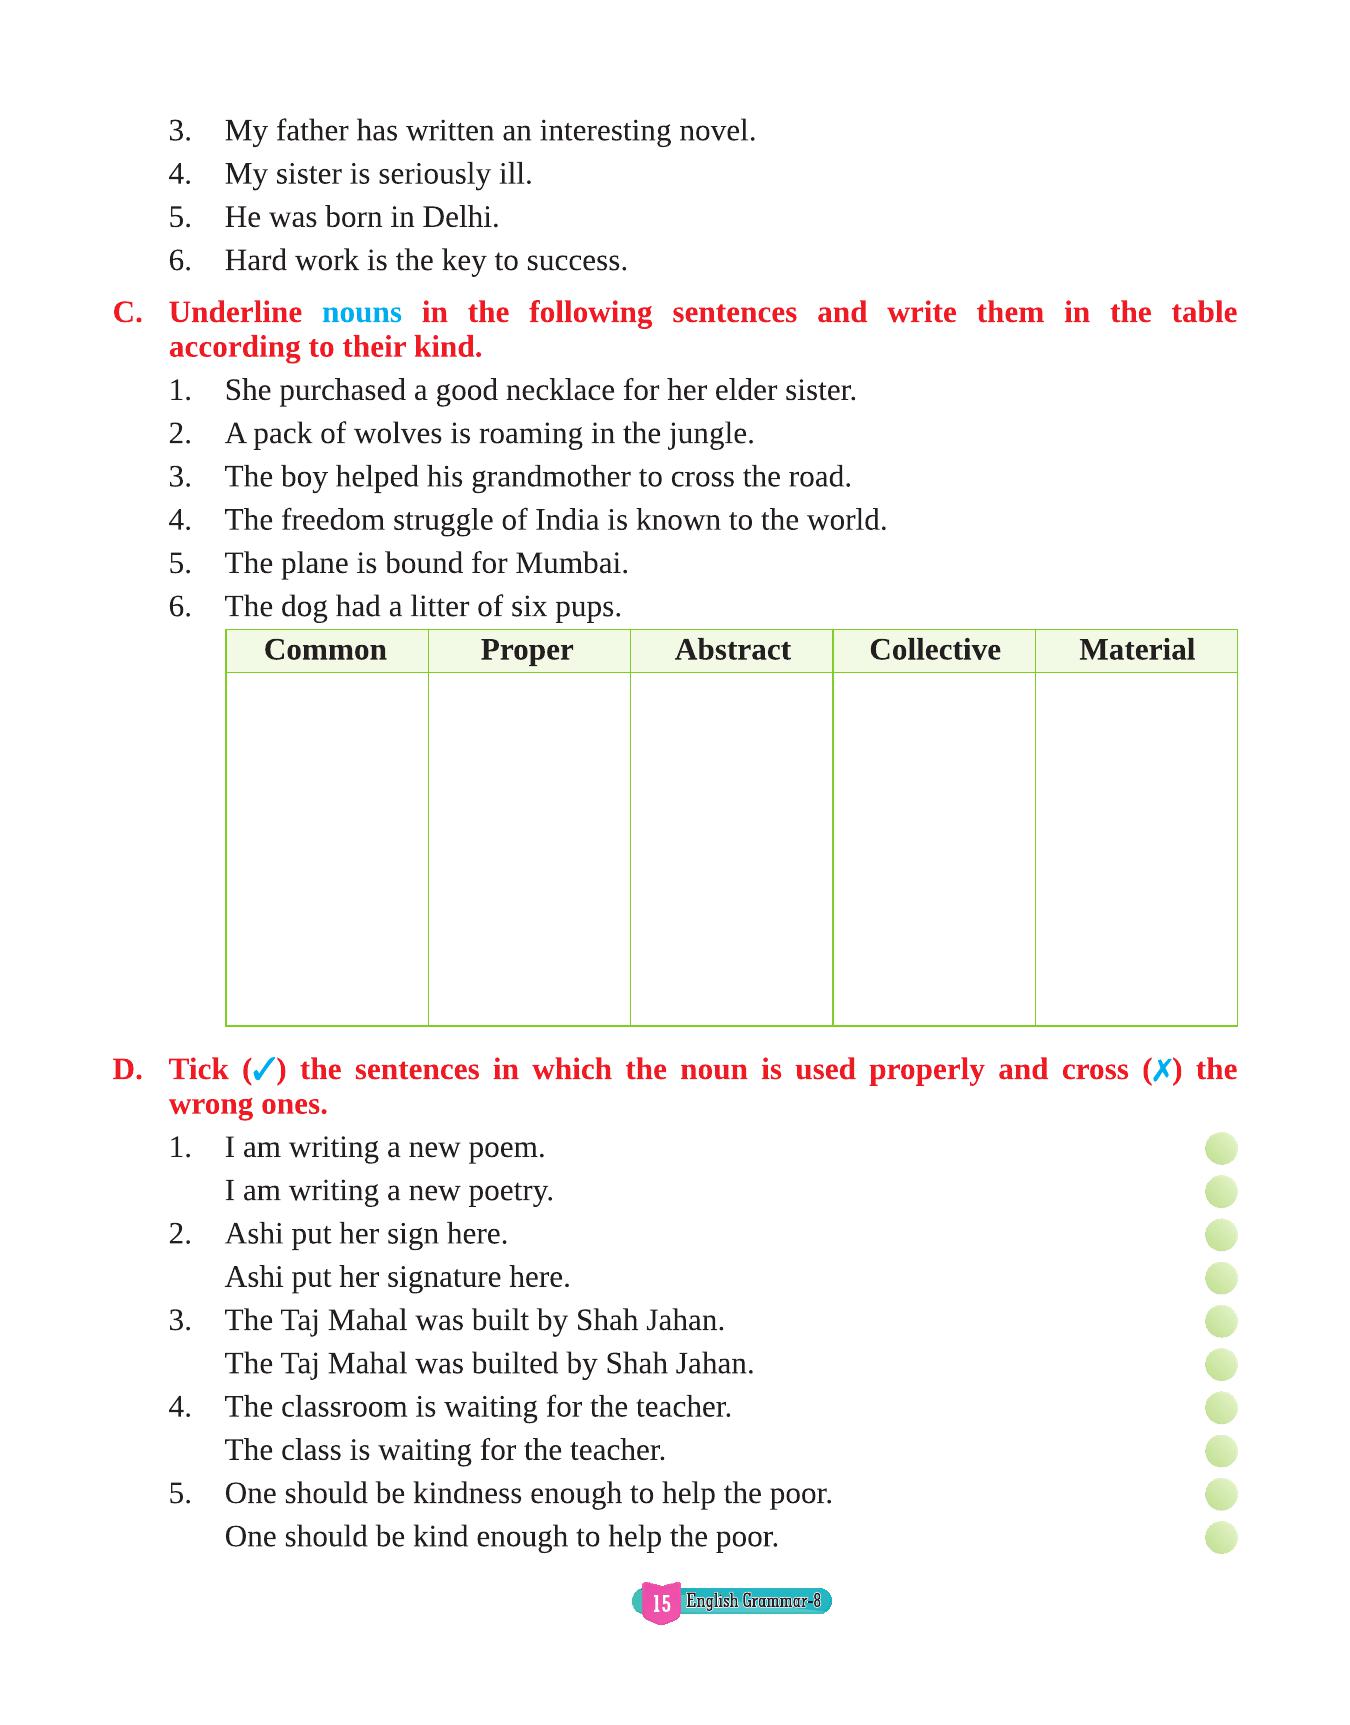 3. My father has written an interesting novel.
4. My sister is seriously ill.
5. He was born in Delhi.
6. Hard work is the key to success.
C. Underline nouns in the following sentences and write them in the table
according to their kind.
1. She purchased a good necklace for her elder sister.
2. A pack of wolves is roaming in the jungle.
3. The boy helped his grandmother to cross the road.
4. The freedom struggle of India is known to the world.
5. The plane is bound for Mumbai.
6. The dog had a litter of six pups.
Common Proper Abstract Collective Material
D. Tick (✓) the sentences in which the noun is used properly and cross (✗) the
wrong ones.
1. I am writing a new poem.
I am writing a new poetry.
2. Ashi put her sign here.
Ashi put her signature here.
3. The Taj Mahal was built by Shah Jahan.
The Taj Mahal was builted by Shah Jahan.
4. The classroom is waiting for the teacher.
The class is waiting for the teacher.
5. One should be kindness enough to help the poor.
One should be kind enough to help the poor.
15 English Grammar-8